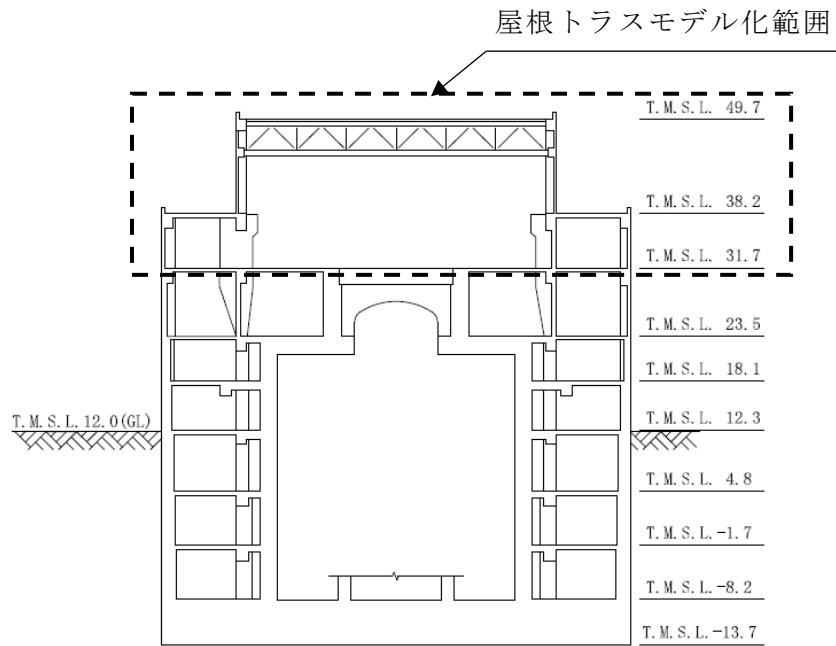 屋根トラスモデル化範囲
T.M.S.L. 49.7
T.M.S.L. 38.2
T.M.S.L. 31.7
T.M.S.L. 23.5
T.M.S.L. 18.1
T.M.S.L.12.0(GL)
T.M.S.L. 12.3
T.M.S.L. 4.8
T.M.S.L.-1.7
T.M.S.L.-8.2
T.M.S.L.-13.7